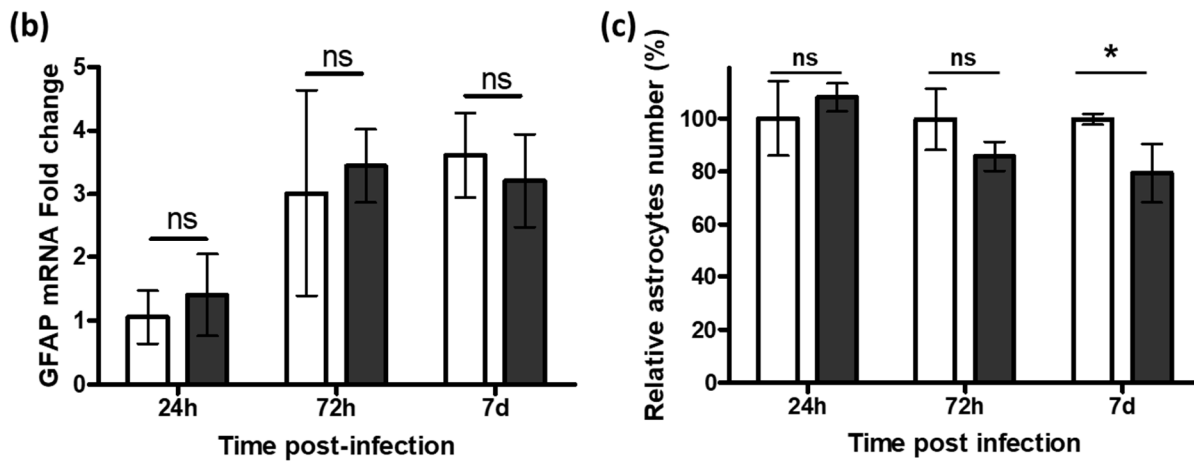 (b)
GFAP mRNA Fold change
5
4
3
2
1
0
ns
ns
ns
24h
72h
7d
Time post-infection
(c)
Relative astrocytes number (%)
100
80
60
40
20
0
ns
ns
*
24h
72h
7d
Time post infection